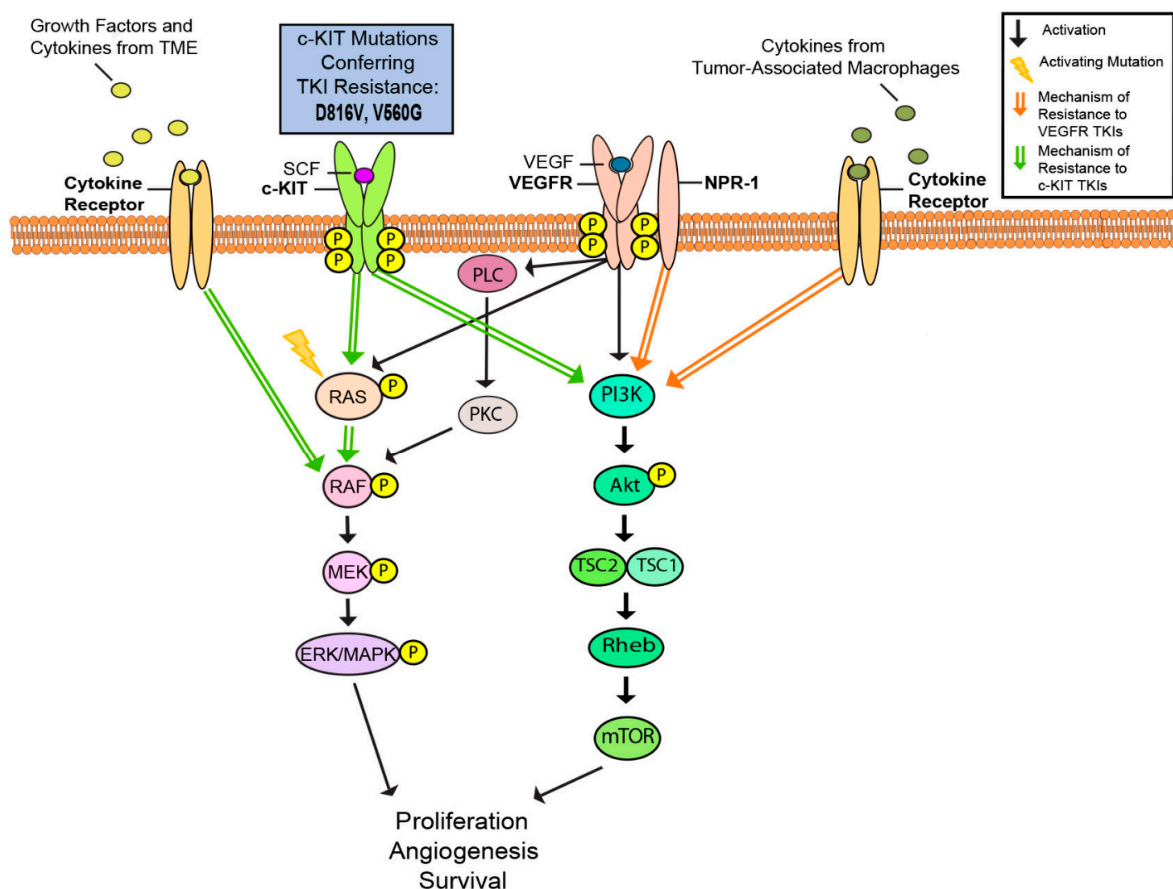 Growth Factors and
Cytokines from TME
c-KIT Mutations
Conferring
TKI Resistance:
D816V, V560G
Cytokines from
Tumor-Associated Macrophages
Activation
Activating Mutation
Mechanism of
Resistance to
VEGFR TKIs
Mechanism of
Resistance to
c-KIT TKIs
Cytokine
Receptor
SCF
c-KIT
VEGF
VEGFR
NPR-1
Cytokine
Receptor
P
P
P
P
P
P
P
P
PLC
RAS
P
PKC
PI3K
RAF
P
Akt
P
MEK
P
TSC2
TSC1
ERK/MAPK
P
Rheb
mTOR
Proliferation
Angiogenesis
Survival